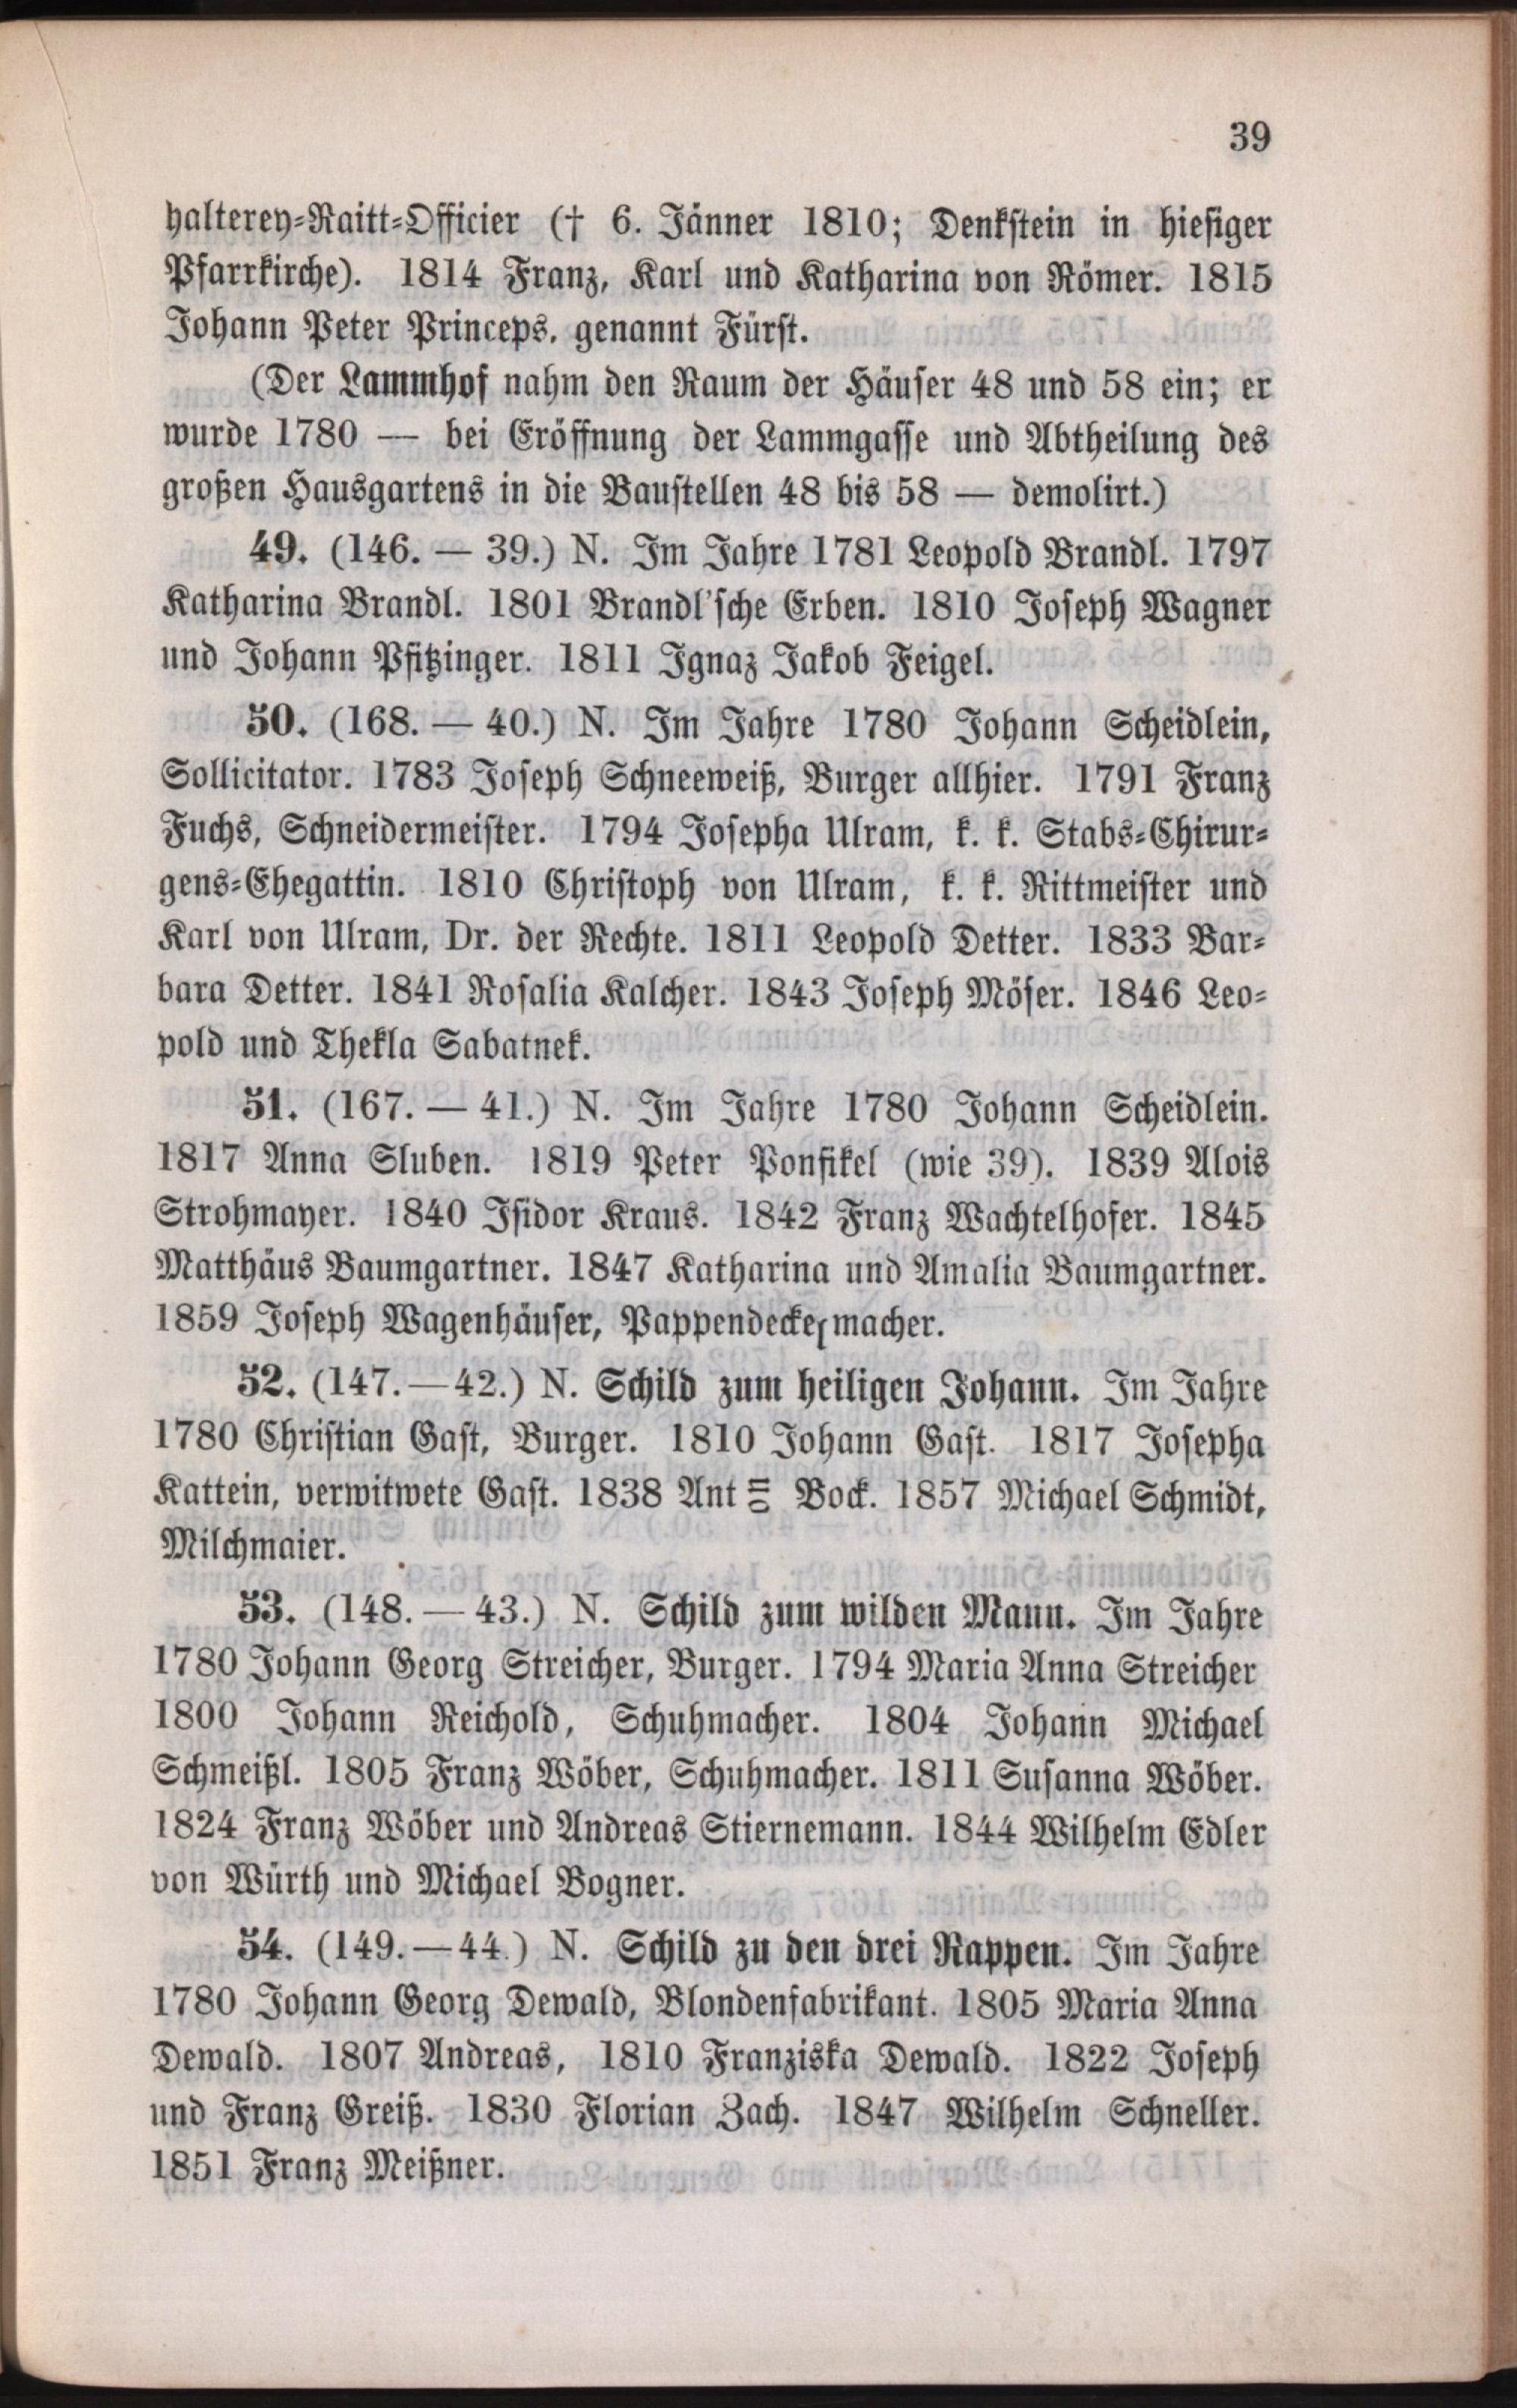 39
halterey-Raitt-Officier († 6. Jänner 1810; Denkstein in hiesiger
Pfarrkirche). 1814 Franz, Karl und Katharina von Römer. 1815
Johann Peter Princeps, genannt Fürst.
(Der Lammhof nahm den Raum der Häuser 48 und 58 ein; er
wurde 1780 — bei Eröffnung der Lammgasse und Abtheilung des
großen Hausgartens in die Baustellen 48 bis 58 — demolirt.)
49. (146. — 39.) N. Im Jahre 1781 Leopold Brandl. 1797
Katharina Brandl. 1801 Brandl'sche Erben. 1810 Joseph Wagner
und Johann Pfitzinger. 1811 Ignaz Jakob Feigel.
50. (168. — 40.) N. Im Jahre 1780 Johann Scheidlein,
Sollicitator. 1783 Joseph Schneeweiß, Burger allhier. 1791 Franz
Fuchs, Schneidermeister. 1794 Josepha Ulram, k. k. Stabs-Chirur-
gens-Ehegattin. 1810 Christoph von Ulram, k. k. Rittmeister und
Karl von Ulram, Dr. der Rechte. 1811 Leopold Detter. 1833 Bar-
bara Detter. 1841 Rosalia Kalcher. 1843 Joseph Möser. 1846 Leo-
pold und Thekla Sabatnek.
51. (167. — 41.) N. Im Jahre 1780 Johann Scheidlein.
1817 Anna Sluben. 1819 Peter Ponfikel (wie 39). 1839 Alois
Strohmayer. 1840 Isidor Kraus. 1842 Franz Wachtelhofer. 1845
Matthäus Baumgartner. 1847 Katharina und Amalia Baumgartner.
1859 Joseph Wagenhäuser, Pappendeckelmacher.
52. (147. — 42.) N. Schild zum heiligen Johann. Im Jahre
1780 Christian Gast, Burger. 1810 Johann Gast. 1817 Josepha
Kattein, verwitwete Gast. 1838 Anton Bock. 1857 Michael Schmidt,
Milchmaier.
53. (148. — 43.) N. Schild zum wilden Mann. Im Jahre
1780 Johann Georg Streicher, Burger. 1794 Maria Anna Streicher
1800 Johann Reichold, Schuhmacher. 1804 Johann Michael
Schmeißl. 1805 Franz Wöber, Schuhmacher. 1811 Susanna Wöber.
1824 Franz Wöber und Andreas Stiernemann. 1844 Wilhelm Edler
von Würth und Michael Bogner.
54. (149. — 44.) N. Schild zu den drei Rappen. Im Jahre
1780 Johann Georg Dewald, Blondenfabrikant. 1805 Maria Anna
Dewald. 1807 Andreas, 1810 Franziska Dewald. 1822 Joseph
und Franz Greiß. 1830 Florian Zach. 1847 Wilhelm Schneller.
1851 Franz Meißner.